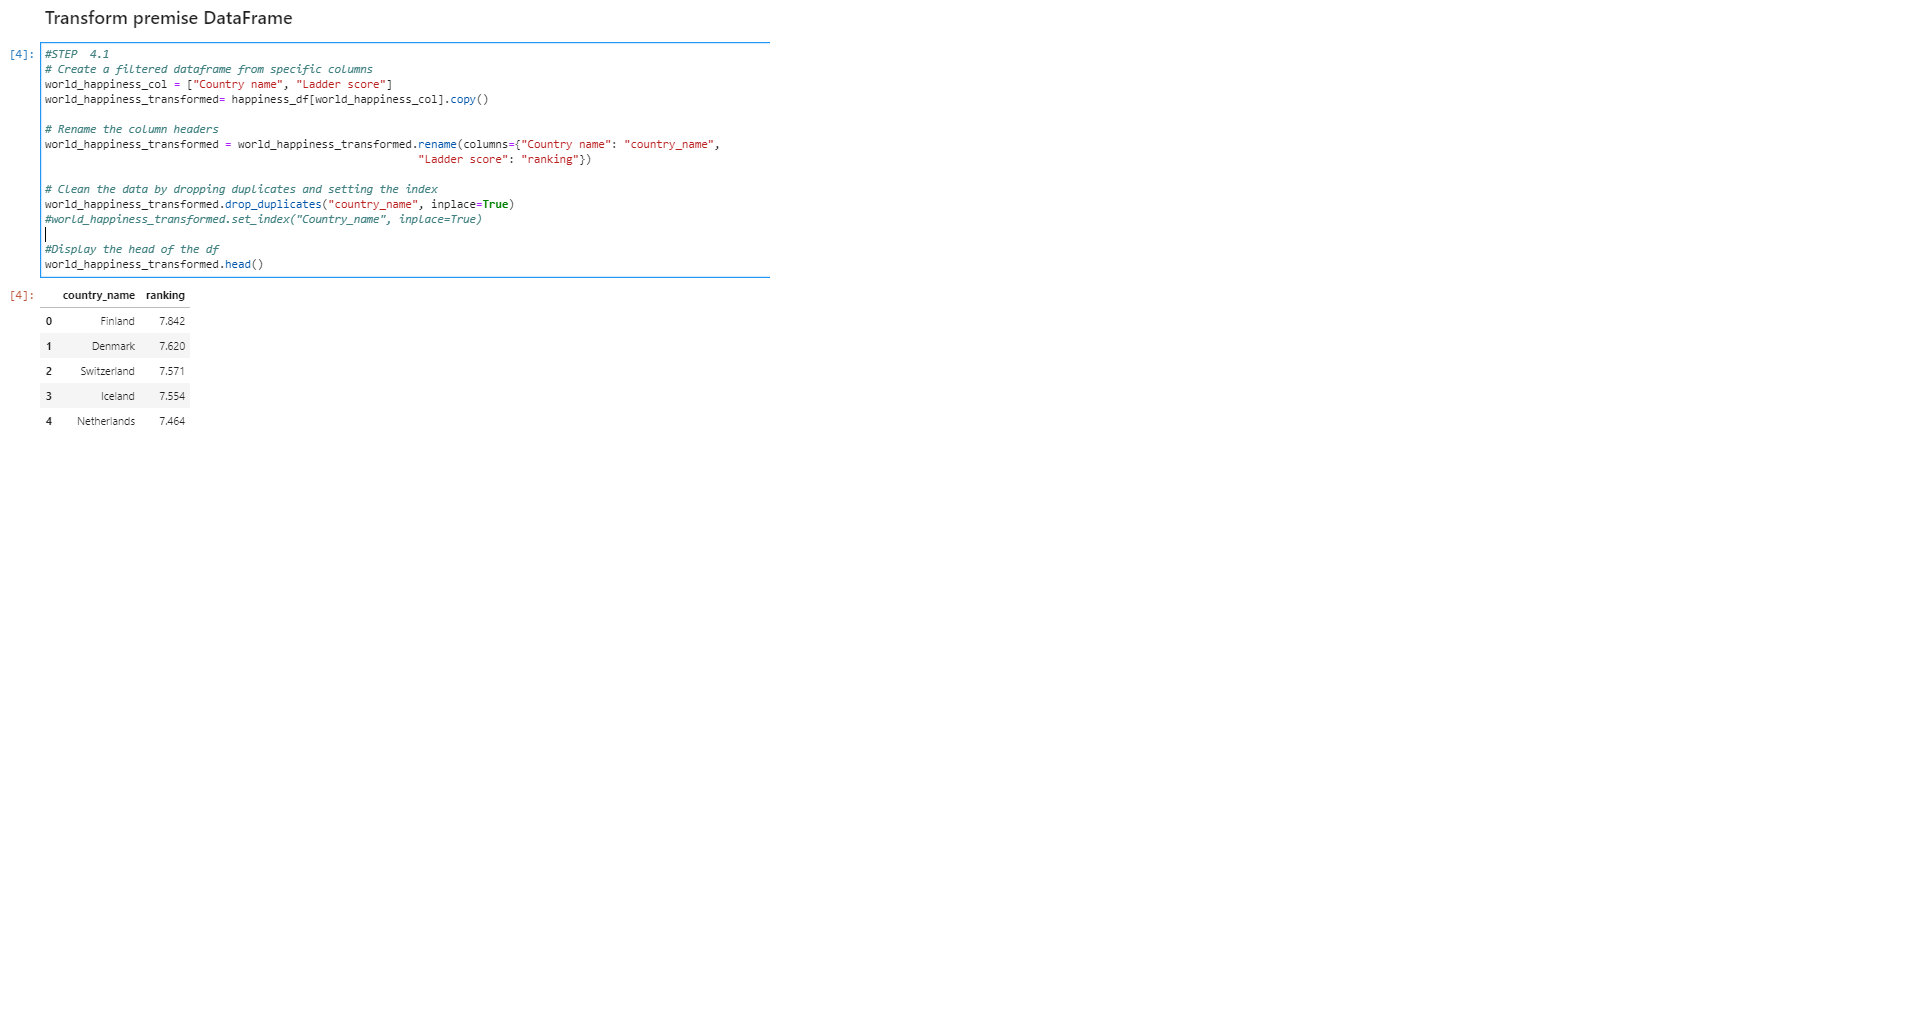 Transform premise DataFrame
[4]: #STEP  4.1
# Create a filtered dataframe from specific columns
world_happiness_col = ["Country name", "Ladder score"]
world_happiness_transformed= happiness_df[world_happiness_col].copy()
# Rename the column headers
world_happiness_transformed = world_happiness_transformed.rename(columns={"Country name": "country_name",
"Ladder score": "ranking"})
# Clean the data by dropping duplicates and setting the index
world_happiness_transformed.drop_duplicates("country_name", inplace=True)
#world_happiness_transformed.set_index("Country_name", inplace=True)
#Display the head of the df
world_happiness_transformed.head()
[4]: country_name ranking
0 Finland 7.842
1 Denmark 7.620
2 Switzerland 7.571
3 Iceland 7.554
4 Netherlands 7.464